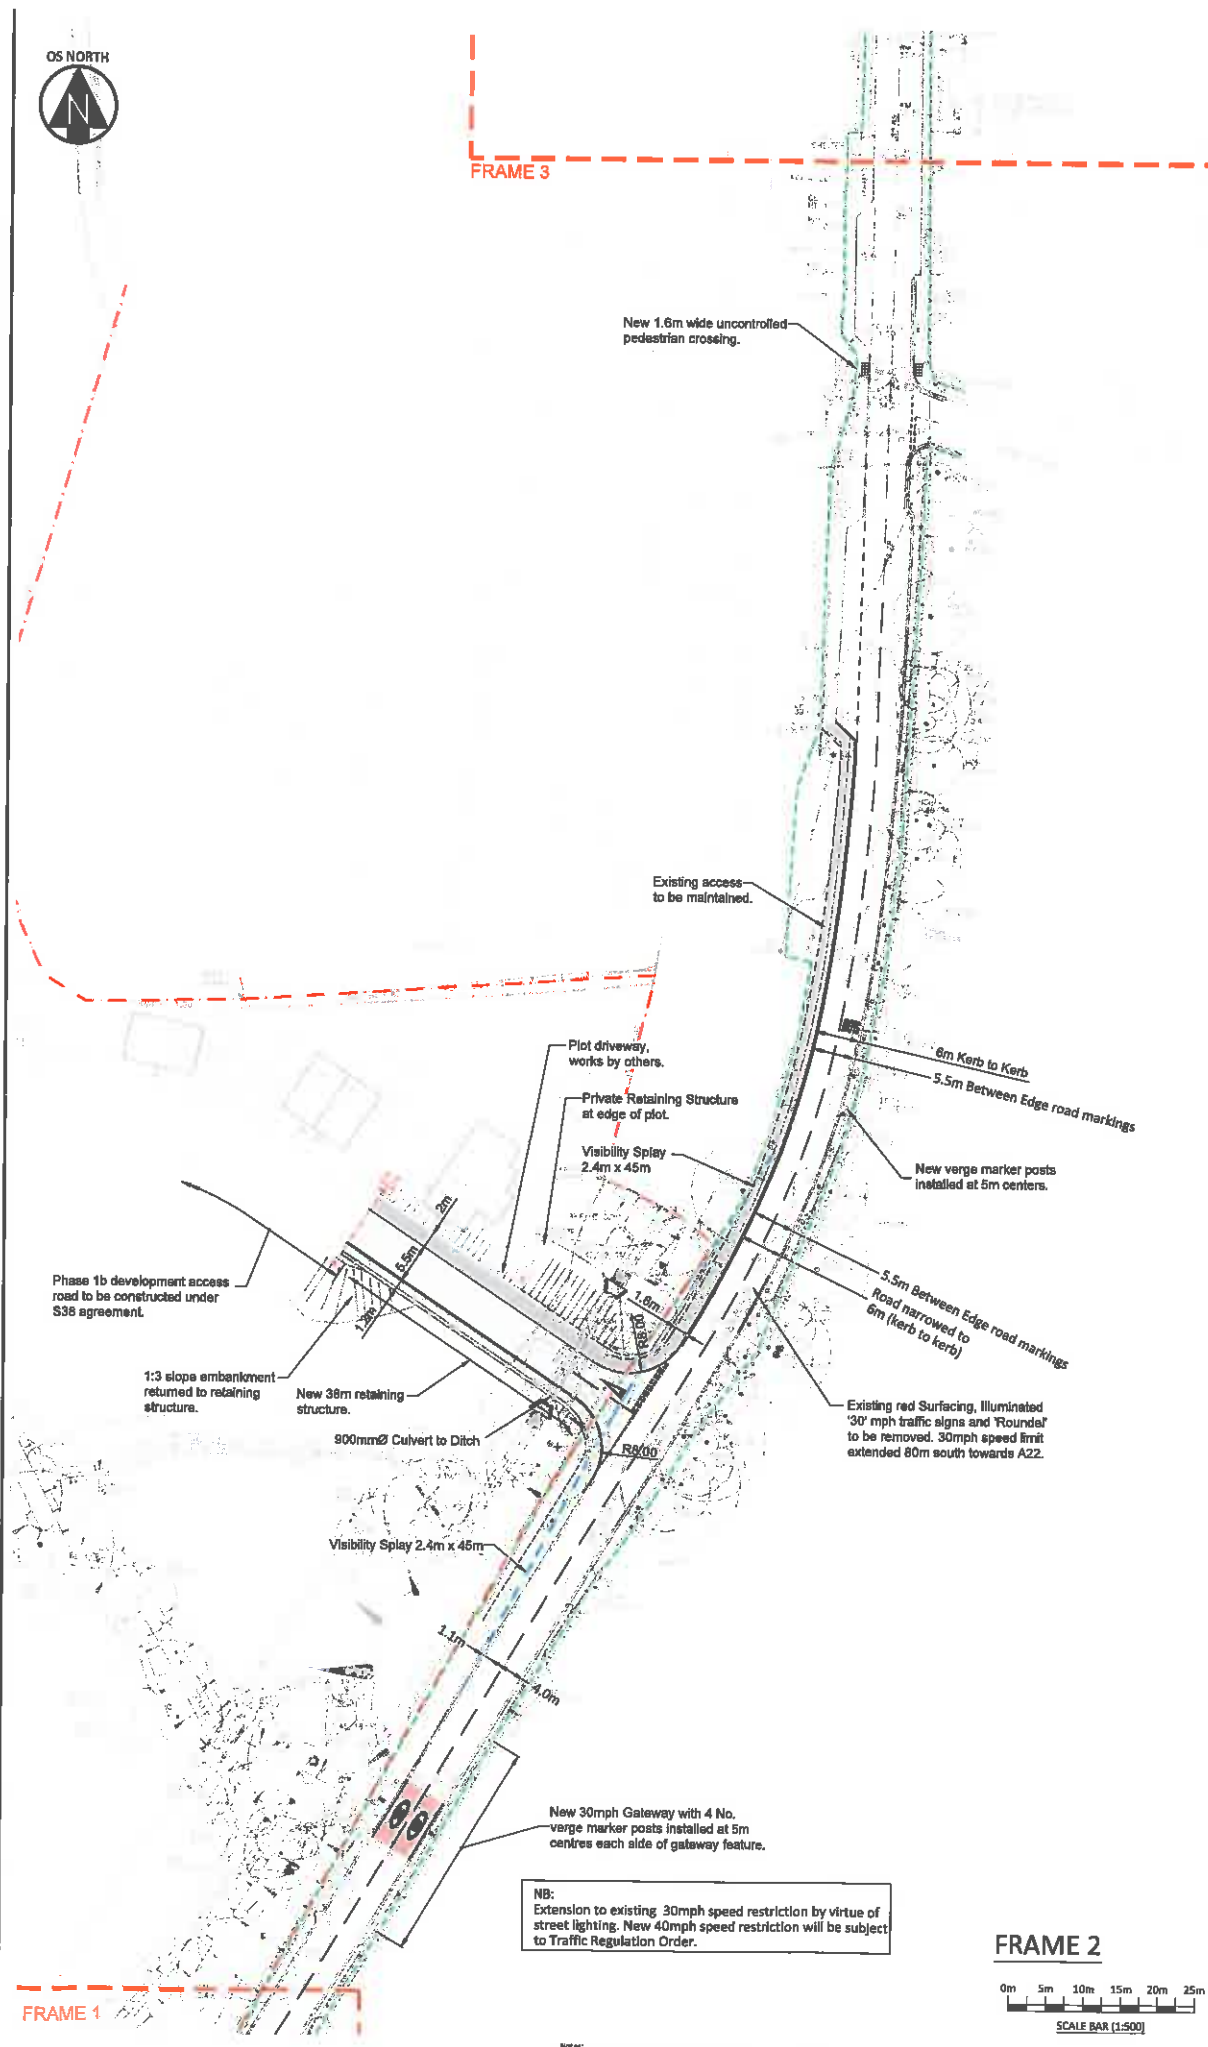 OS NORTH
N
FRAME 3
New 1.6m wide uncontrolled
pedestrian crossing.
Existing access
to be maintained.
Plot driveway,
works by others.
6m Kerb to Kerb
5.5m Between Edge road markings
Private Retaining Structure
at edge of plot.
Visibility Splay
2.4m x 45m
New verge marker posts
installed at 5m centers.
2m
5.5m
Phase 1b development access
road to be constructed under
S38 agreement.
1.6m
R8.00
5.5m Between Edge road markings
Road narrowed to
6m (kerb to kerb)
1:3 slope embankment
returned to retaining
structure.
New 38m retaining
structure.
900mmØ Culvert to Ditch
R8.00
Existing red Surfacing, Illuminated
'30' mph traffic signs and 'Roundel'
to be removed. 30mph speed limit
extended 80m south towards A22.
Visibility Splay 2.4m x 45m
1.1m
4.0m
New 30mph Gateway with 4 No.
verge marker posts installed at 5m
centres each side of gateway feature.
NB:
Extension to existing 30mph speed restriction by virtue of
street lighting. New 40mph speed restriction will be subject
to Traffic Regulation Order.
FRAME 2
0m 5m 10m 15m 20m 25m
SCALE BAR (1:500)
FRAME 1
Notes: